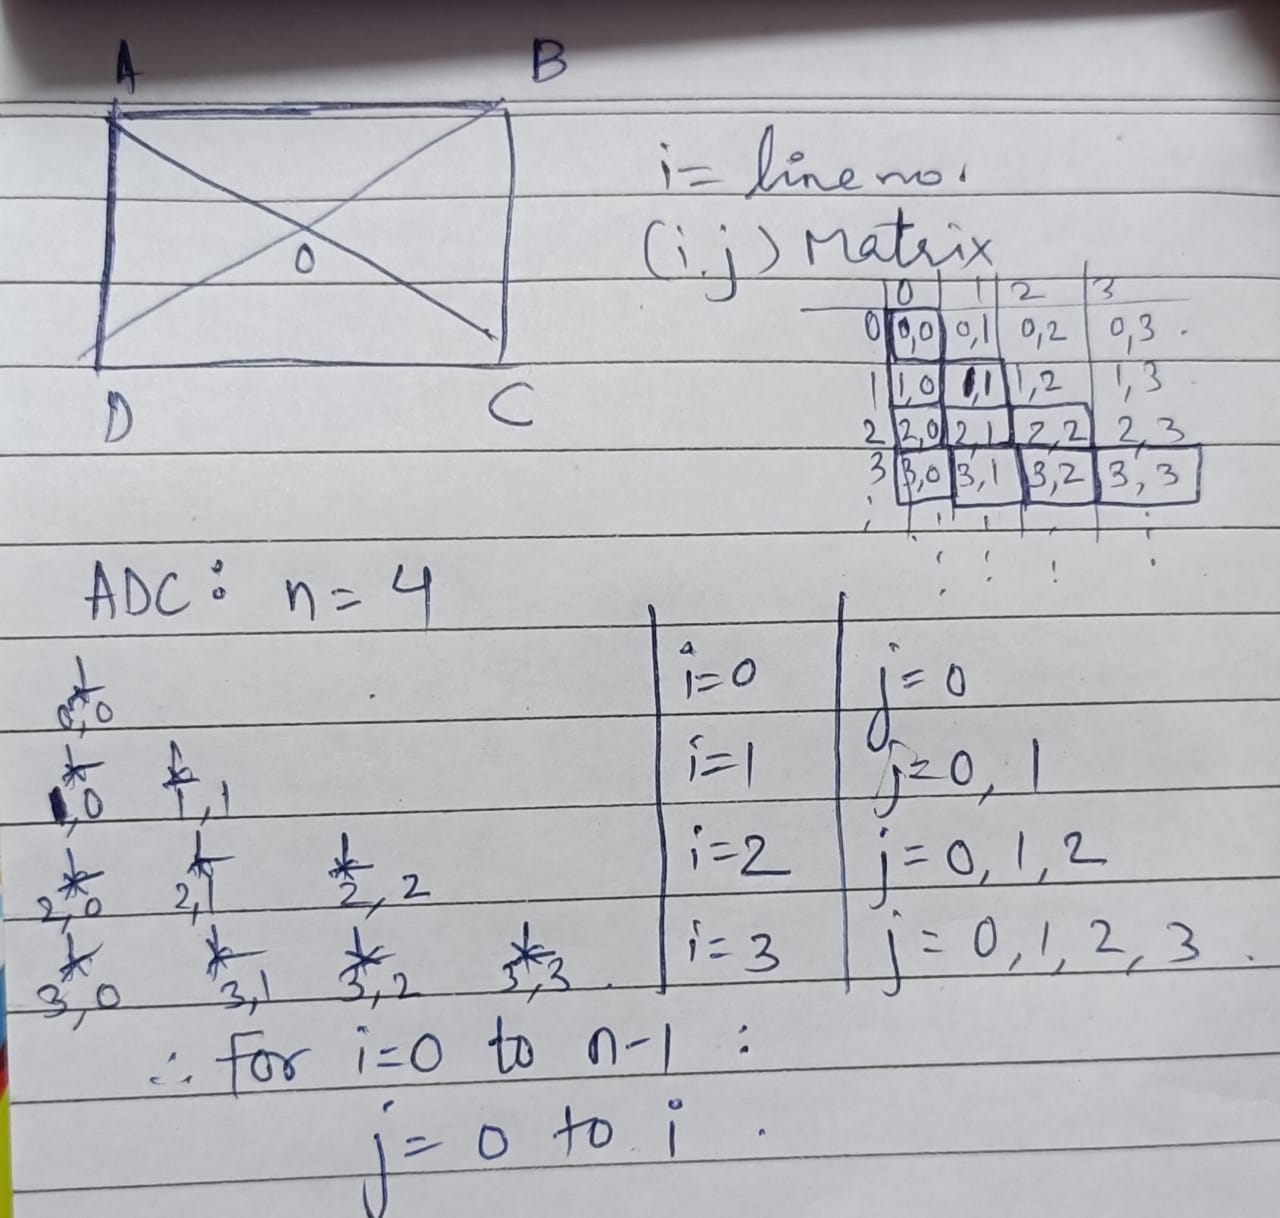 A B
O
D C
i= line no.
(i,j) Matrix
0 1 2 3
0 0,0 0,1 0,2 0,3
1 1,0 1,1 1,2 1,3
2 2,0 2,1 2,2 2,3
3 3,0 3,1 3,2 3,3
ADC: n=4
* 0,0 i=0 j=0
* 1,0 * 1,1 i=1 j=0, 1
* 2,0 * 2,1 * 2,2 i=2 j=0, 1, 2
* 3,0 * 3,1 * 3,2 * 3,3 i=3 j=0, 1, 2, 3.
∴ for i=0 to n-1 :
j= 0 to i.